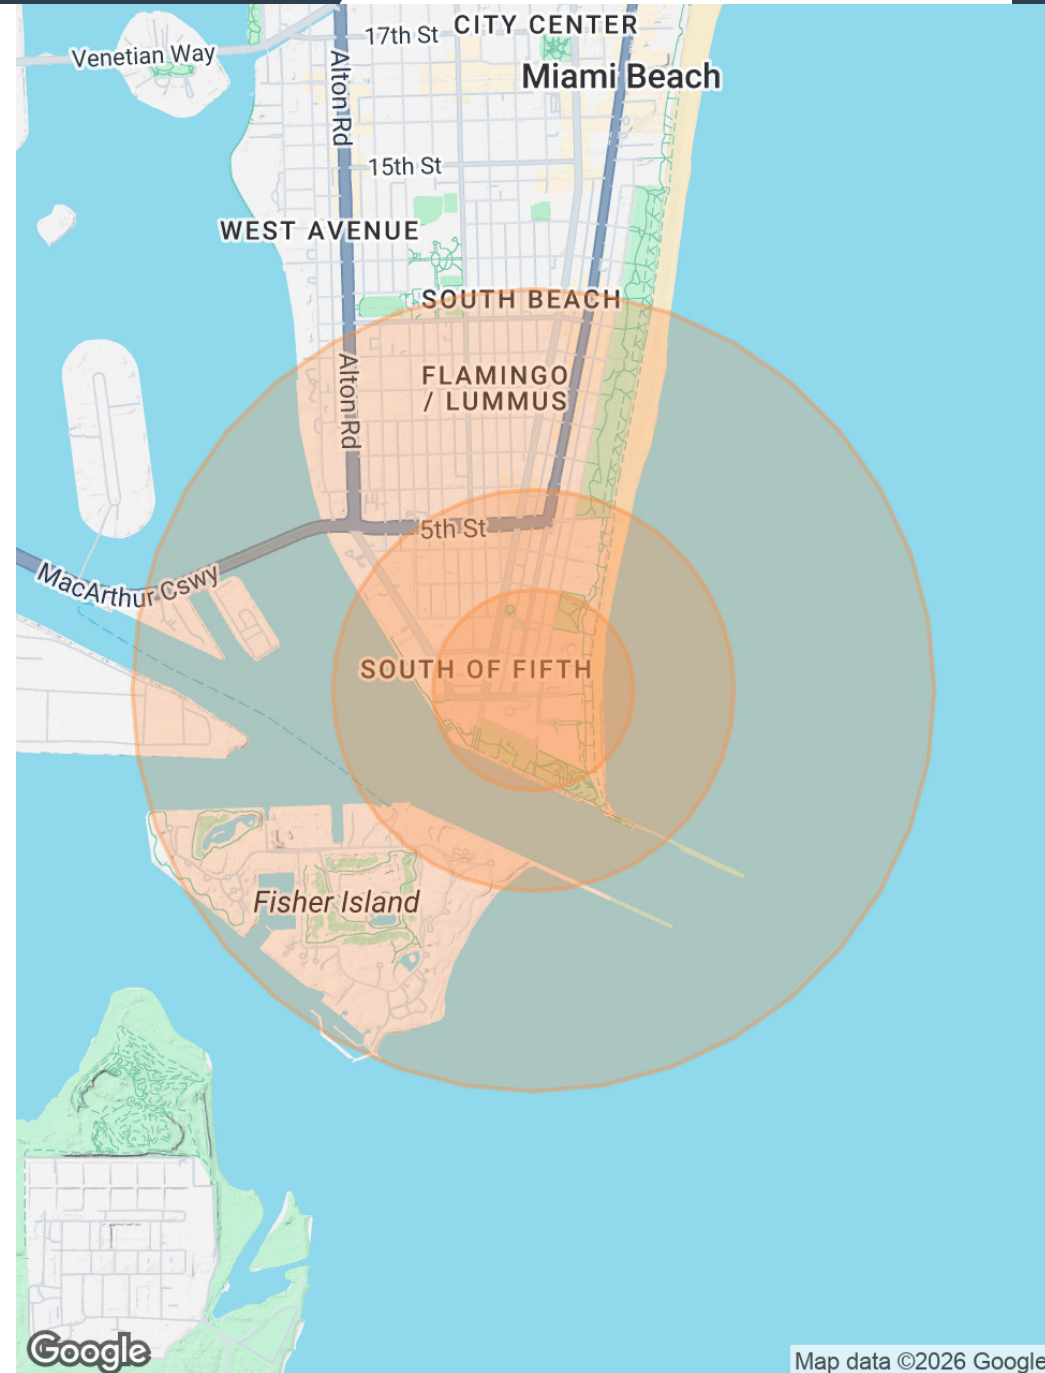 CITY CENTER
17th St
Venetian Way
Miami Beach
Alton Rd
15th St
WEST AVENUE
SOUTH BEACH
FLAMINGO
/ LUMMUS
Alton Rd
5th St
MacArthur Cswy
SOUTH OF FIFTH
Fisher Island
Google
Map data ©2026 Google